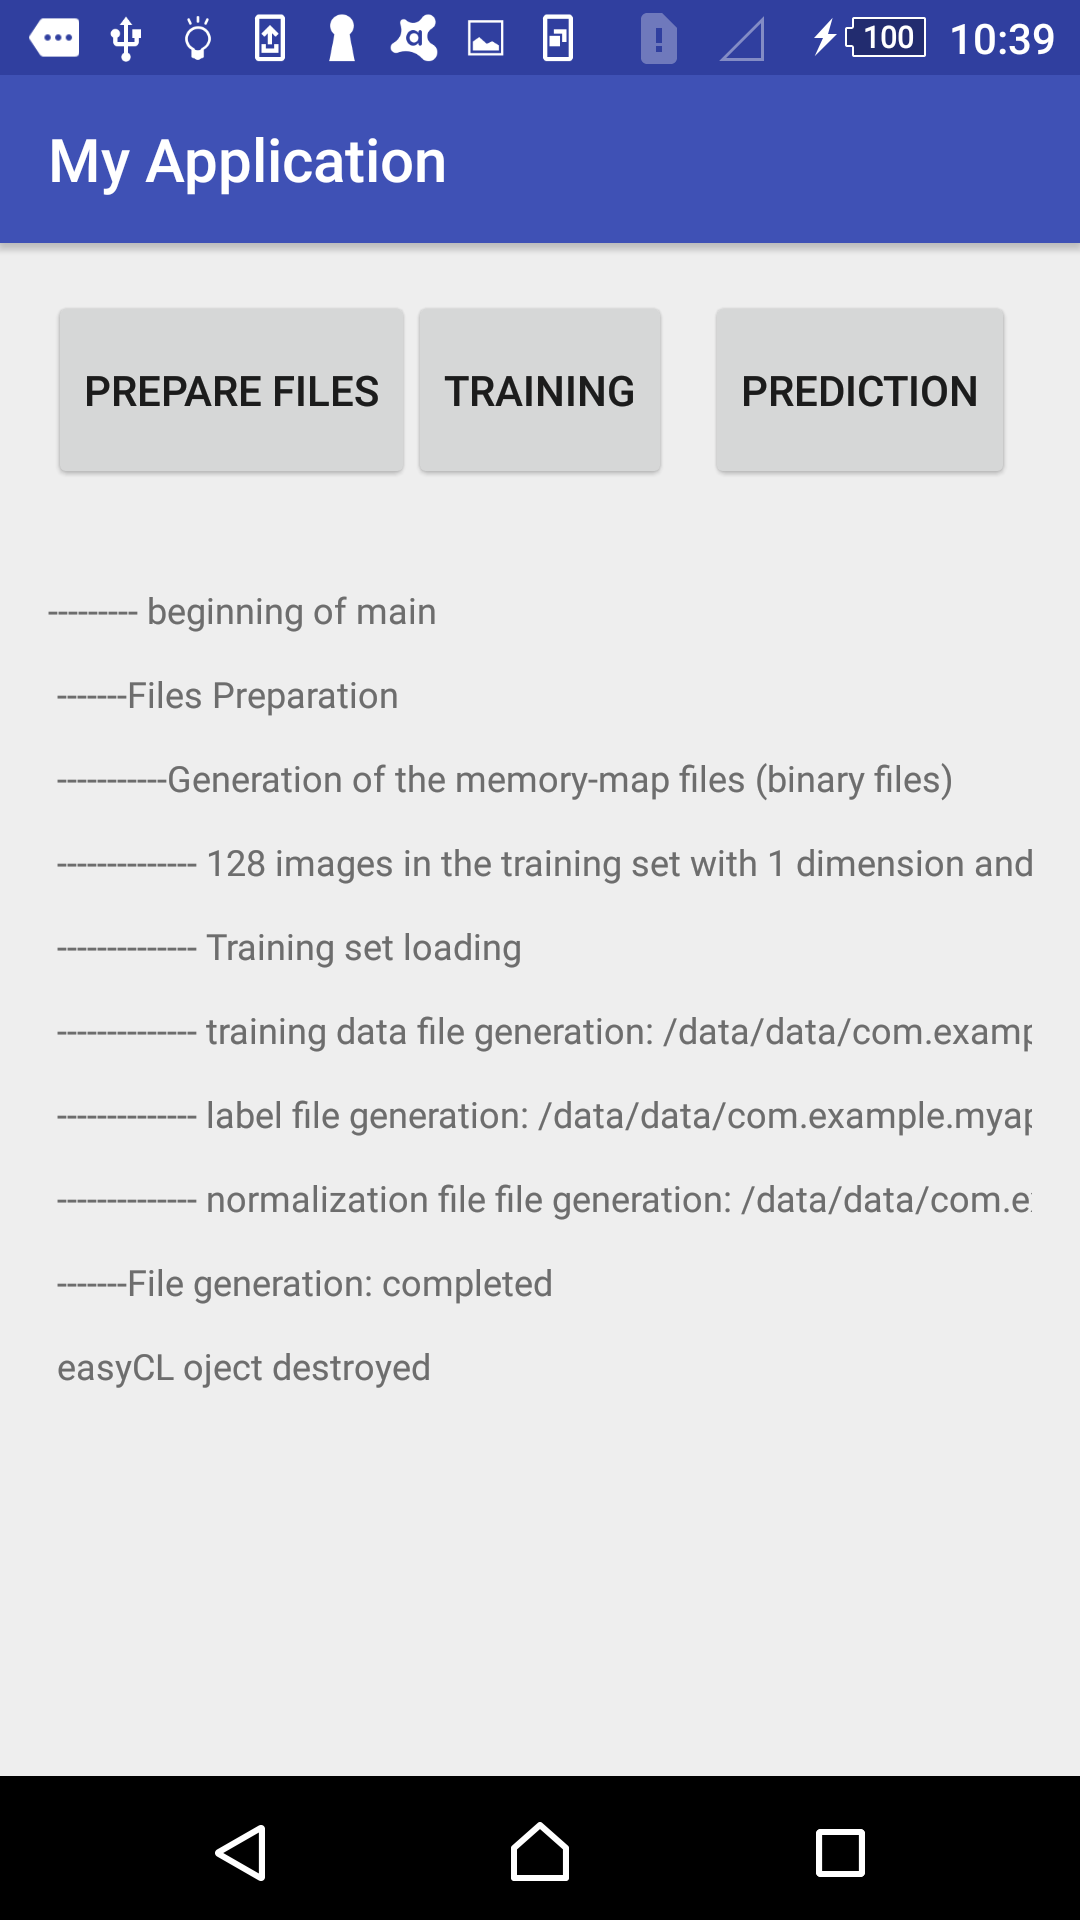 100 10:39
My Application
PREPARE FILES TRAINING PREDICTION
--------- beginning of main
-------Files Preparation
-----------Generation of the memory-map files (binary files)
-------------- 128 images in the training set with 1 dimension and
-------------- Training set loading
-------------- training data file generation: /data/data/com.examp
-------------- label file generation: /data/data/com.example.myap
-------------- normalization file file generation: /data/data/com.e
-------File generation: completed
easyCL oject destroyed